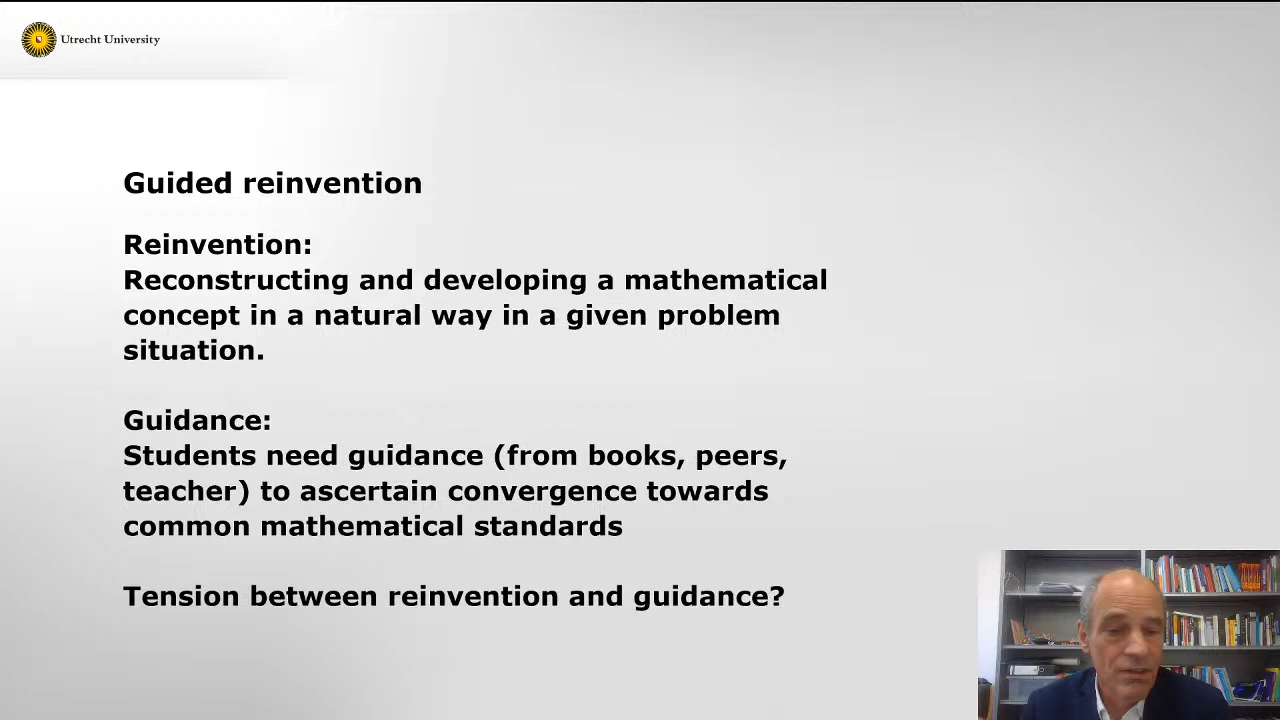 Utrecht University
Guided reinvention
Reinvention:
Reconstructing and developing a mathematical
concept in a natural way in a given problem
situation.
Guidance:
Students need guidance (from books, peers,
teacher) to ascertain convergence towards
common mathematical standards
Tension between reinvention and guidance?